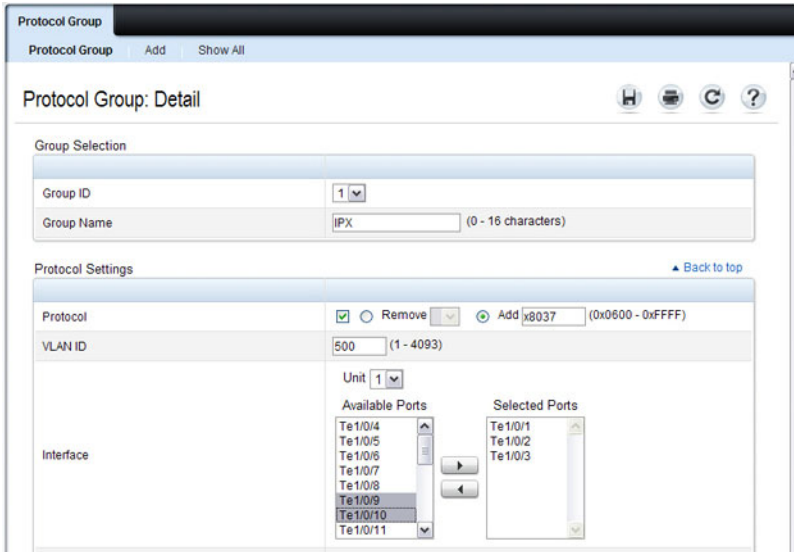 Protocol Group
Protocol Group Add Show All
Protocol Group: Detail ?
Group Selection
Group ID 1
Group Name IPX (0 - 16 characters)
Protocol Settings Back to top
Protocol Remove Add x8037 (0x0600 - 0xFFFF)
VLAN ID 500 (1 - 4093)
Unit 1
Available Ports Selected Ports
Te1/0/4 Te1/0/1
Te1/0/5 Te1/0/2
Interface Te1/0/6 Te1/0/3
Te1/0/7
Te1/0/8
Te1/0/9
Te1/0/10
Te1/0/11